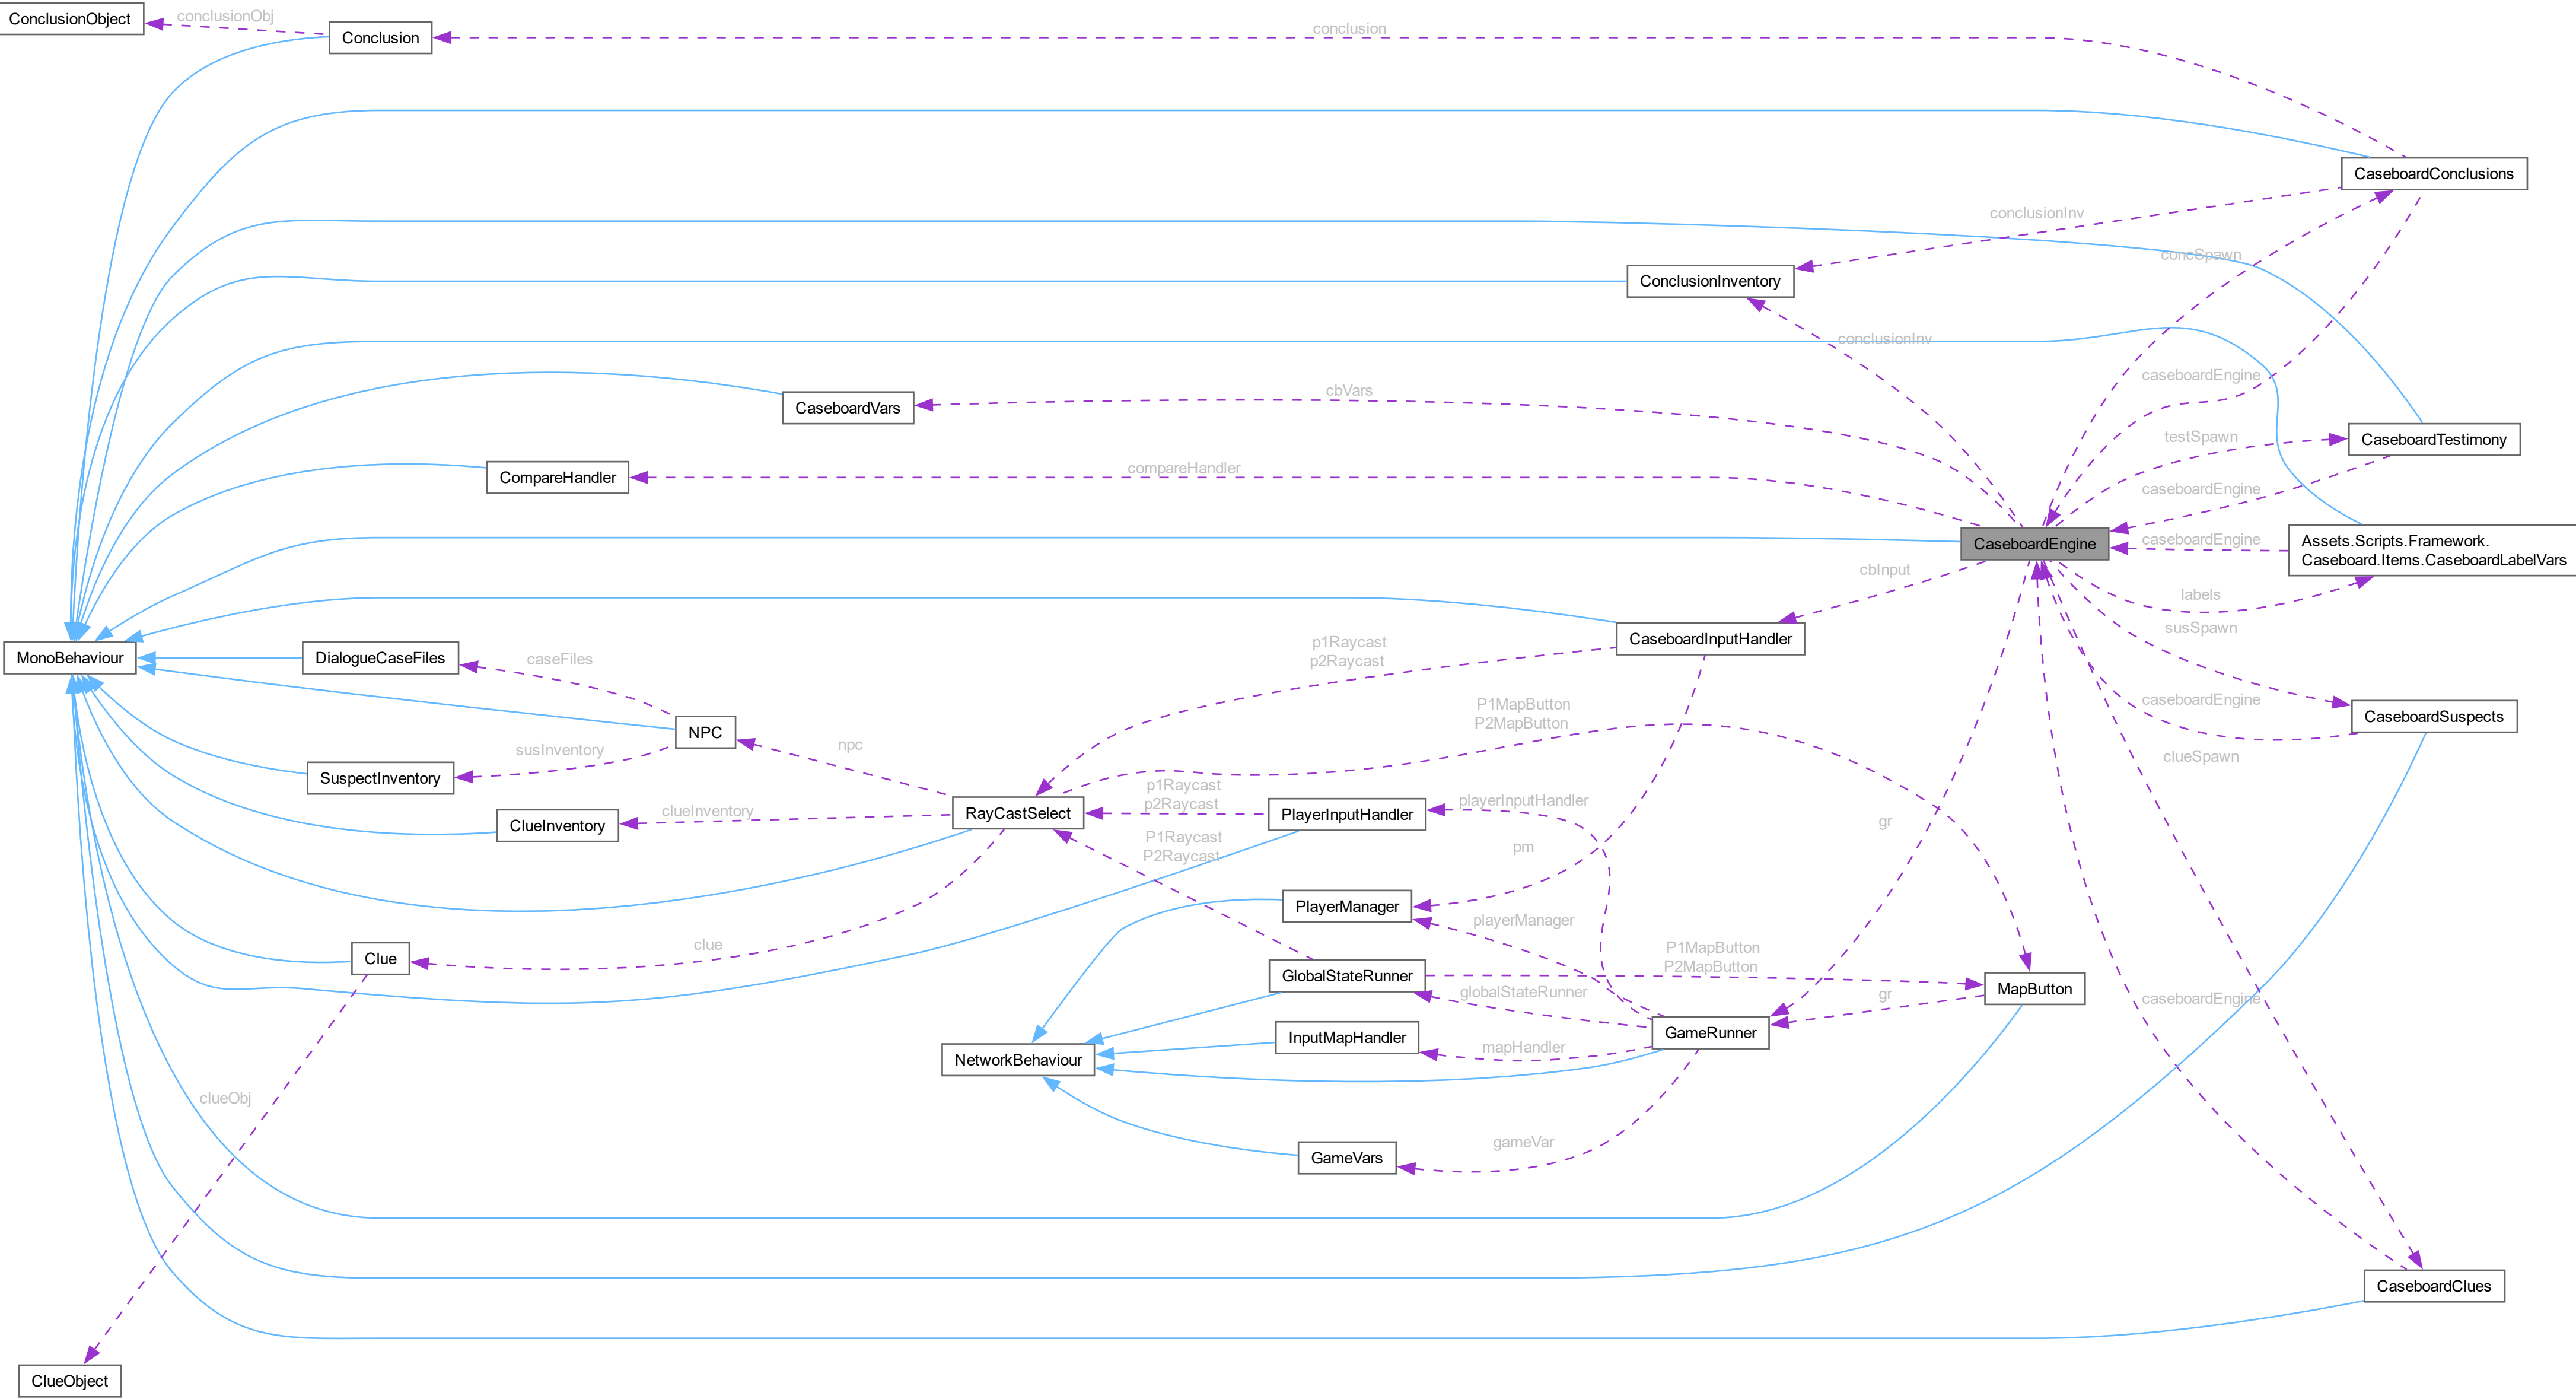 ConclusionObject
conclusionObj
Conclusion
conclusion
CaseboardConclusions
conclusionInv
concSpawn
ConclusionInventory
conclusionInv
caseboardEngine
cbVars
CaseboardVars
testSpawn
CaseboardTestimony
compareHandler
CompareHandler
caseboardEngine
CaseboardEngine
caseboardEngine
Assets.Scripts.Framework.
Caseboard.Items.CaseboardLabelVars
cbInput
labels
susSpawn
CaseboardInputHandler
p1Raycast
p2Raycast
MonoBehaviour
DialogueCaseFiles
caseFiles
caseboardEngine
P1MapButton
P2MapButton
CaseboardSuspects
NPC
npc
susInventory
SuspectInventory
clueSpawn
p1Raycast
p2Raycast
playerInputHandler
clueInventory
ClueInventory
RayCastSelect
PlayerInputHandler
gr
P1Raycast
P2Raycast
pm
PlayerManager
playerManager
clue
Clue
P1MapButton
P2MapButton
GlobalStateRunner
globalStateRunner
gr
MapButton
caseboardEngine
GameRunner
InputMapHandler
mapHandler
NetworkBehaviour
clueObj
gameVar
GameVars
CaseboardClues
ClueObject